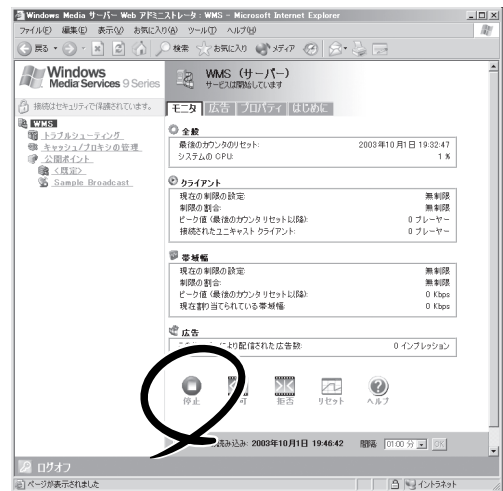 Windows Media サーバー Web アドミニストレータ : WMS - Microsoft Internet Explorer
ファイル(F) 編集(E) 表示(V) お気に入り(A) ツール(T) ヘルプ(H)
戻る 検索 お気に入り メディア
Windows
Media Services 9 Series
WMS (サーバー)
サービスは開始しています
接続はセキュリティで保護されています。
モニタ 広告 プロパティ はじめに
WMS
トラブルシューティング
キャッシュ/プロキシの管理
公開ポイント
<既定>
Sample Broadcast
全般
最後のカウンタのリセット: 2003年10月1日 19:32:47
システムの CPU: 1 %
クライアント
現在の制限の設定: 無制限
制限の割合: 無制限
ピーク値 (最後のカウンタ リセット以降): 0 プレーヤー
接続されたユニキャスト クライアント: 0 プレーヤー
帯域幅
現在の制限の設定: 無制限
制限の割合: 無制限
ピーク値 (最後のカウンタ リセット以降): 0 Kbps
現在割り当てられている帯域幅: 0 Kbps
広告
により配信された広告数: 0 インプレッション
停止 可 拒否 リセット ヘルプ
読み込み: 2003年10月1日 19:46:42 間隔: 01:00 分 OK
ログオフ
ページが表示されました イントラネット